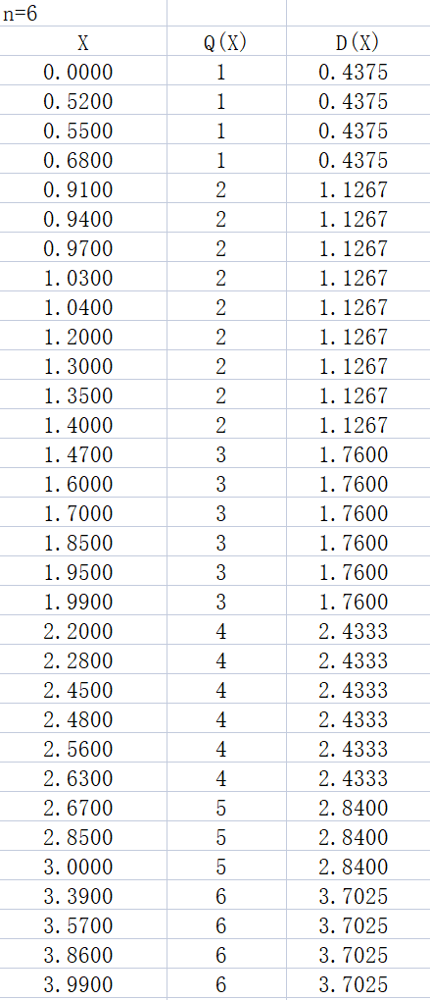 n=6
X Q(X) D(X)
0.0000 1 0.4375
0.5200 1 0.4375
0.5500 1 0.4375
0.6800 1 0.4375
0.9100 2 1.1267
0.9400 2 1.1267
0.9700 2 1.1267
1.0300 2 1.1267
1.0400 2 1.1267
1.2000 2 1.1267
1.3000 2 1.1267
1.3500 2 1.1267
1.4000 2 1.1267
1.4700 3 1.7600
1.6000 3 1.7600
1.7000 3 1.7600
1.8500 3 1.7600
1.9500 3 1.7600
1.9900 3 1.7600
2.2000 4 2.4333
2.2800 4 2.4333
2.4500 4 2.4333
2.4800 4 2.4333
2.5600 4 2.4333
2.6300 4 2.4333
2.6700 5 2.8400
2.8500 5 2.8400
3.0000 5 2.8400
3.3900 6 3.7025
3.5700 6 3.7025
3.8600 6 3.7025
3.9900 6 3.7025